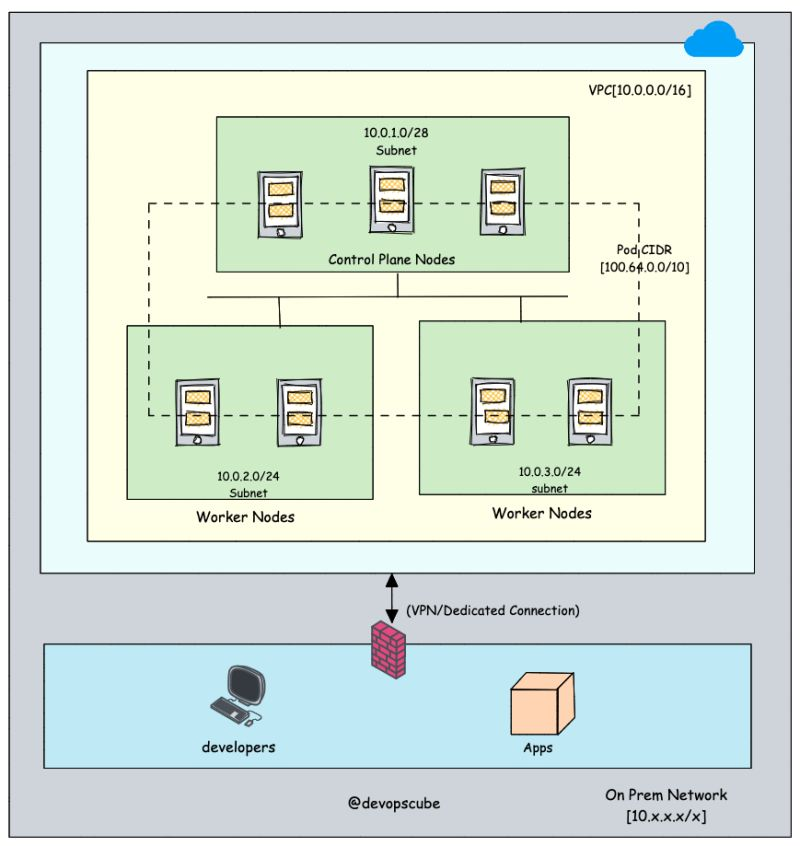 VPC[10.0.0.0/16]
10.0.1.0/28
Subnet
Control Plane Nodes
Pod CIDR
[100.64.0.0/10]
10.0.2.0/24
Subnet
Worker Nodes
10.0.3.0/24
subnet
Worker Nodes
(VPN/Dedicated Connection)
developers
Apps
@devopscube
On Prem Network
[10.x.x.x/x]